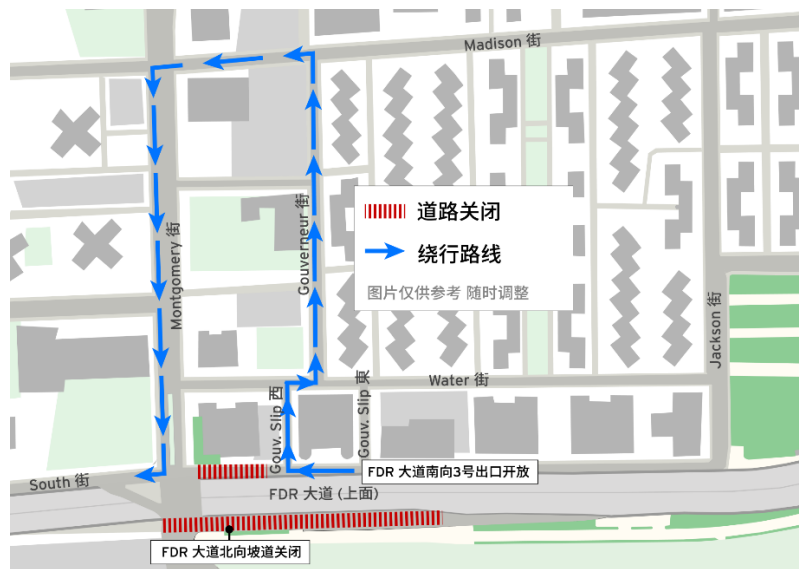 Madison 街
Montgomery 街
Gouverneur 街
道路关闭
绕行路线
图片仅供参考 随时调整
Jackson 街
Water 街
Gouv. Slip 西
Gouv. Slip 東
FDR 大道南向3号出口开放
South 街
FDR 大道 (上面)
FDR 大道北向坡道关闭